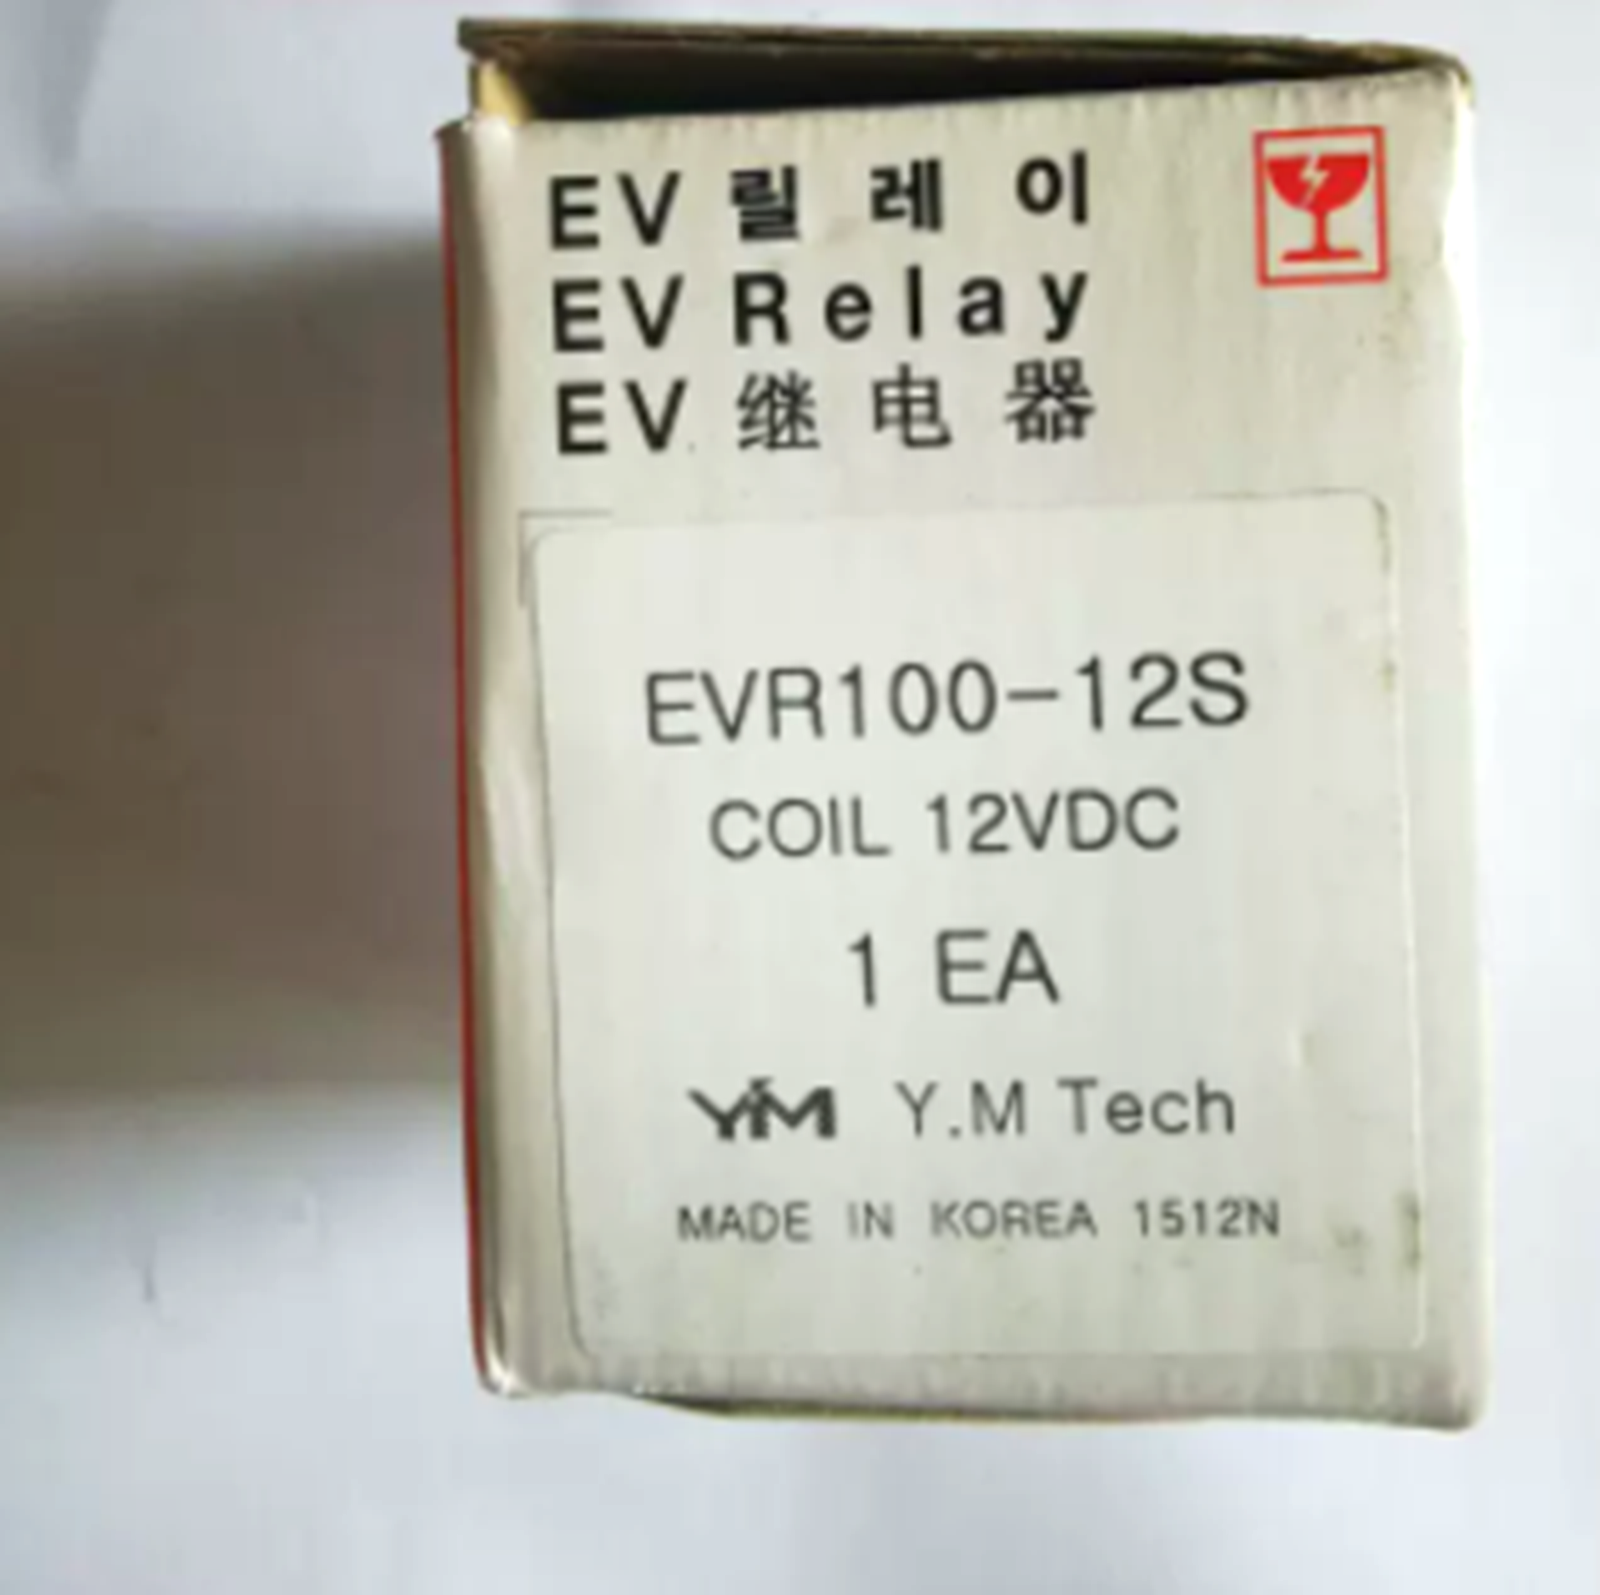 EV 릴레이
EV Relay
EV 继电器
EVR100-12S
COIL 12VDC
1 EA
YM Y.M Tech
MADE IN KOREA 1512N